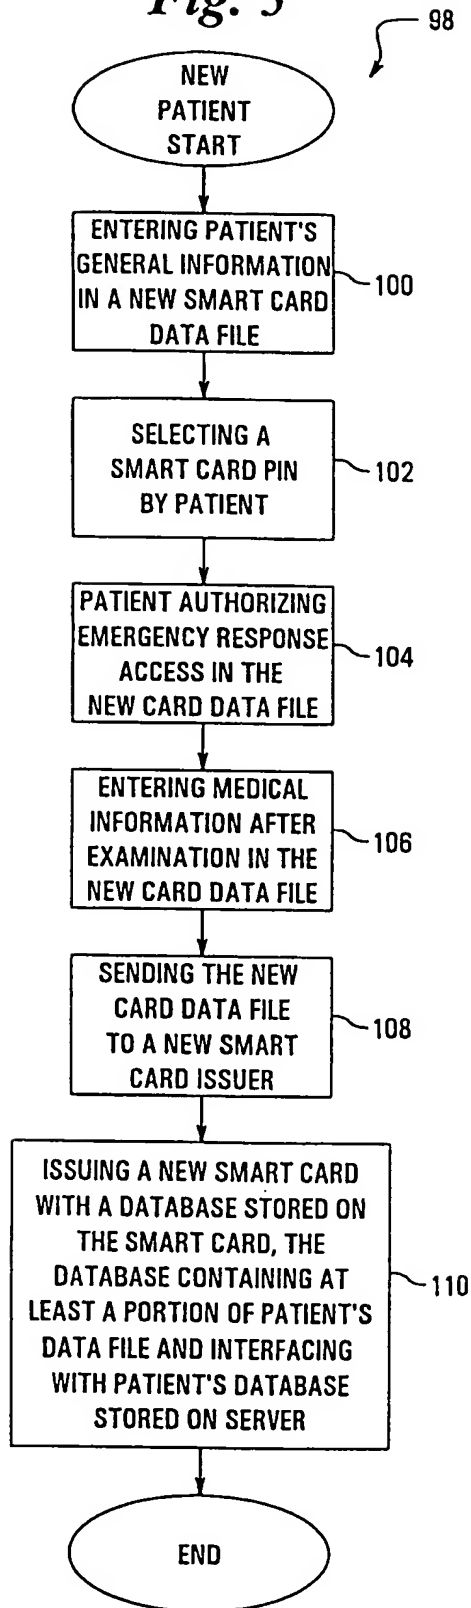 Fig. 5
98
NEW
PATIENT
START
ENTERING PATIENT'S
GENERAL INFORMATION
IN A NEW SMART CARD
DATA FILE
100
SELECTING A
SMART CARD PIN
BY PATIENT
102
PATIENT AUTHORIZING
EMERGENCY RESPONSE
ACCESS IN THE
NEW CARD DATA FILE
104
ENTERING MEDICAL
INFORMATION AFTER
EXAMINATION IN THE
NEW CARD DATA FILE
106
SENDING THE NEW
CARD DATA FILE
TO A NEW SMART
CARD ISSUER
108
ISSUING A NEW SMART CARD
WITH A DATABASE STORED ON
THE SMART CARD, THE
DATABASE CONTAINING AT
LEAST A PORTION OF PATIENT'S
DATA FILE AND INTERFACING
WITH PATIENT'S DATABASE
STORED ON SERVER
110
END